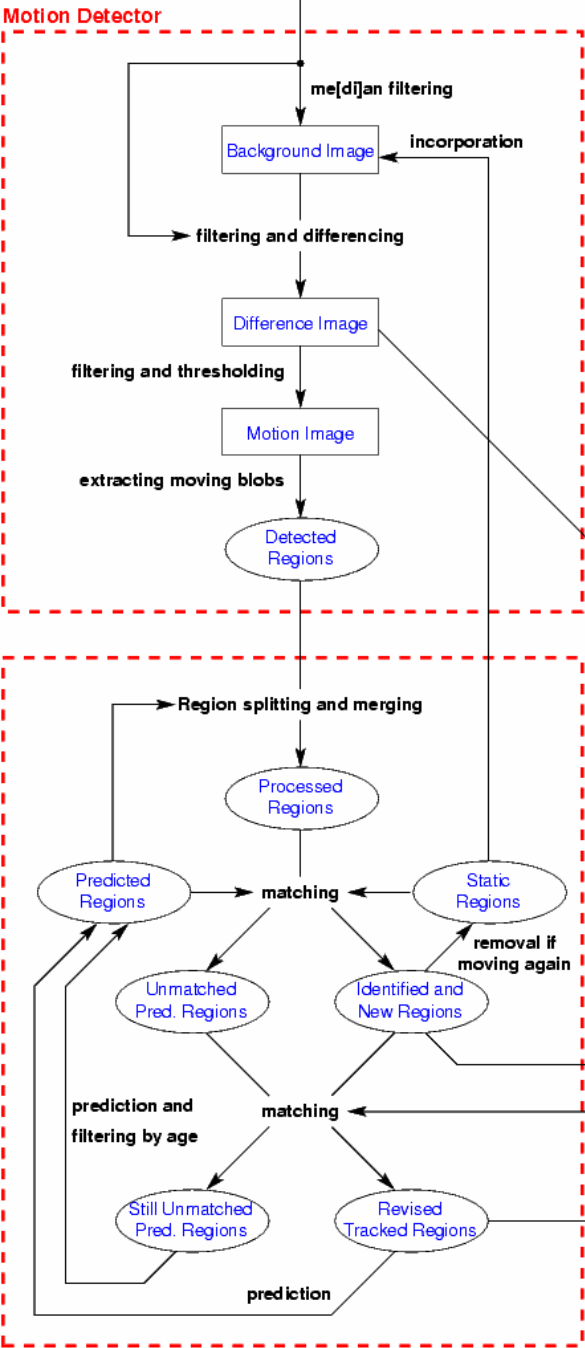 Motion Detector
me[di]an filtering
incorporation
Background Image
filtering and differencing
Difference Image
filtering and thresholding
Motion Image
extracting moving blobs
Detected
Regions
Region splitting and merging
Processed
Regions
Predicted
Regions
matching
Static
Regions
removal if
moving again
Unmatched
Pred. Regions
Identified and
New Regions
prediction and
filtering by age
matching
Still Unmatched
Pred. Regions
Revised
Tracked Regions
prediction